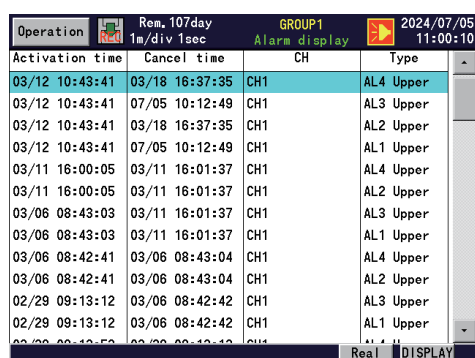 Operation REC Rem. 107day GROUP1 2024/07/05
1m/div 1sec Alarm display 11:00:10
Activation time Cancel time CH Type
03/12 10:43:41 03/18 16:37:35 CH1 AL4 Upper
03/12 10:43:41 07/05 10:12:49 CH1 AL3 Upper
03/12 10:43:41 03/18 16:37:35 CH1 AL2 Upper
03/12 10:43:41 07/05 10:12:49 CH1 AL1 Upper
03/11 16:00:05 03/11 16:01:37 CH1 AL4 Upper
03/11 16:00:05 03/11 16:01:37 CH1 AL2 Upper
03/06 08:43:03 03/11 16:01:37 CH1 AL3 Upper
03/06 08:43:03 03/11 16:01:37 CH1 AL1 Upper
03/06 08:42:41 03/06 08:43:04 CH1 AL4 Upper
03/06 08:42:41 03/06 08:43:04 CH1 AL2 Upper
02/29 09:13:12 03/06 08:42:42 CH1 AL3 Upper
02/29 09:13:12 03/06 08:42:42 CH1 AL1 Upper
Real DISPLAY